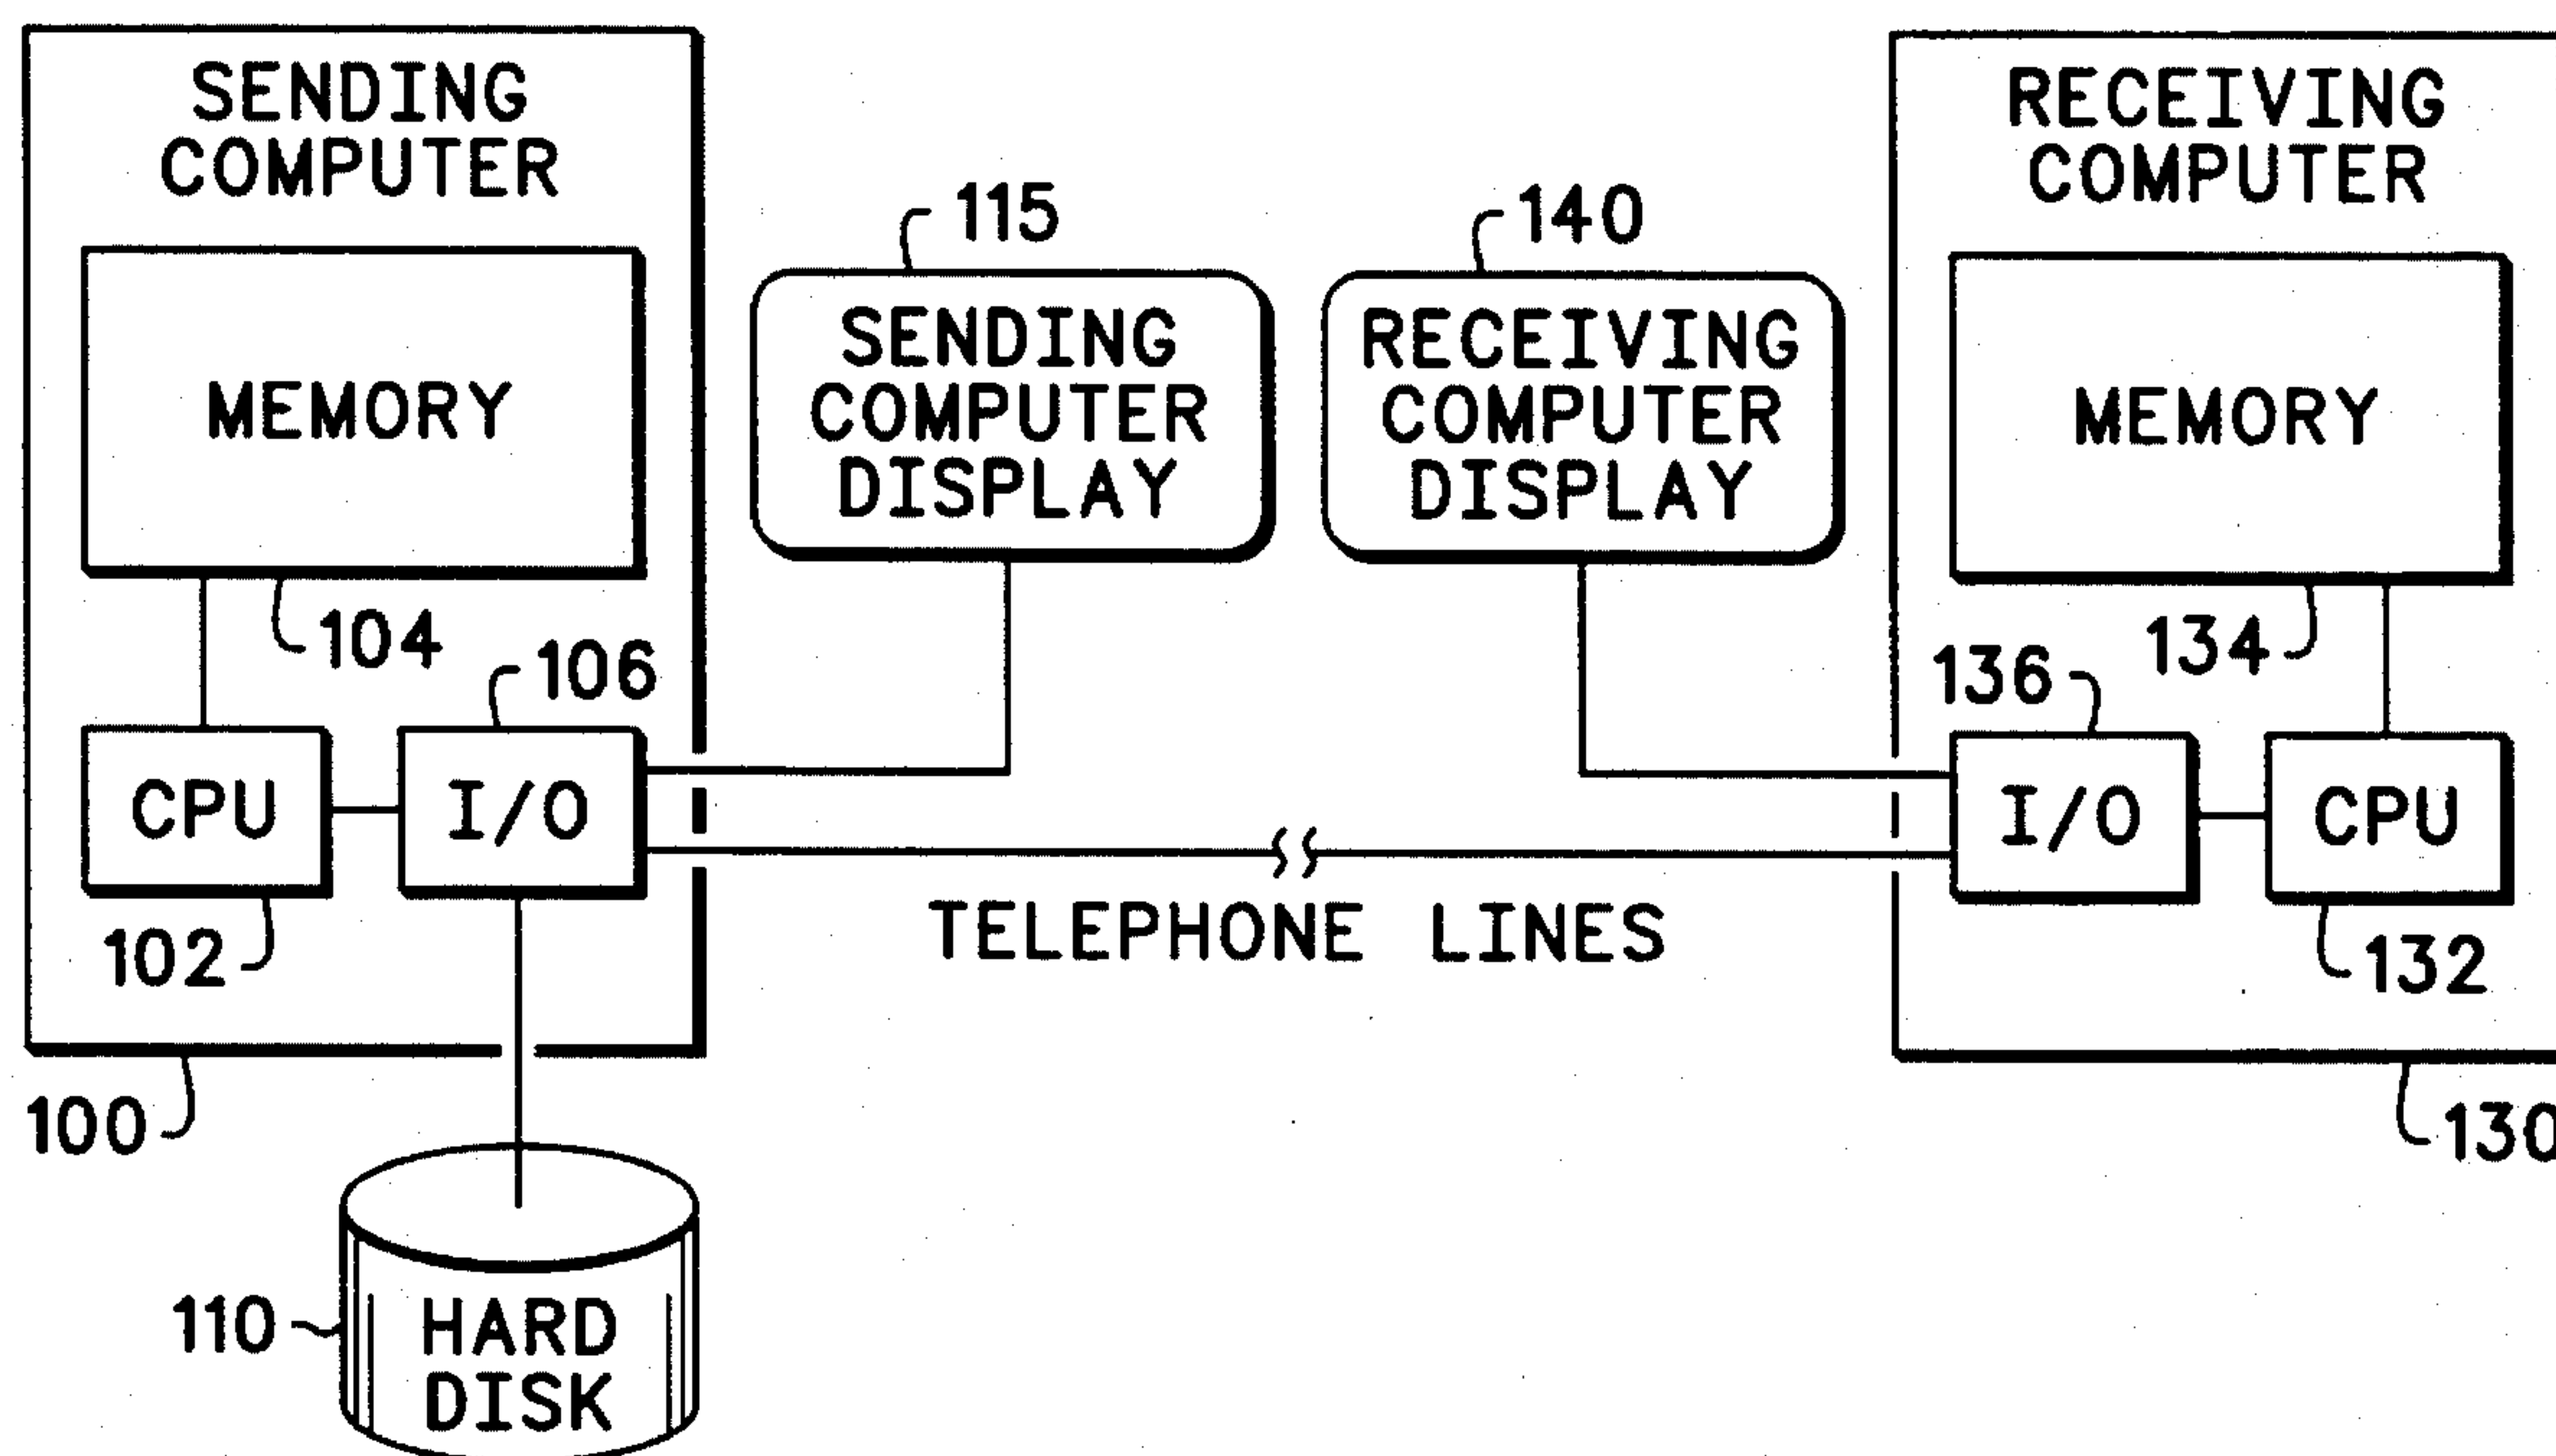 SENDING
COMPUTER
MEMORY
104
106
CPU
I/O
102
100
110
HARD
DISK
115
SENDING
COMPUTER
DISPLAY
140
RECEIVING
COMPUTER
DISPLAY
TELEPHONE LINES
RECEIVING
COMPUTER
MEMORY
134
136
I/O
CPU
132
130